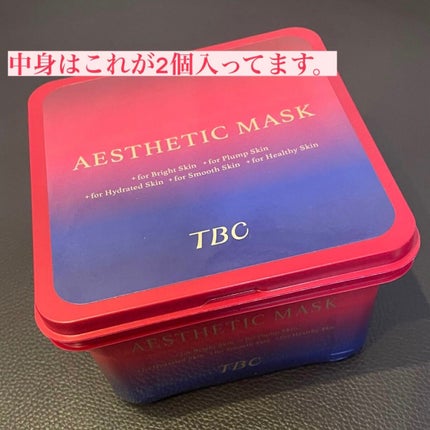 中身はこれが2個入ってます。
AESTHETIC MASK
+for Bright Skin +for Plump Skin
+for Hydrated Skin +for Smooth Skin +for Healthy Skin
TBC
AESTHETIC MASK
TBC